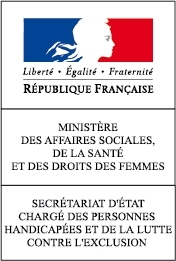 Liberté • Égalité • Fraternité
RÉPUBLIQUE FRANÇAISE
MINISTÈRE
DES AFFAIRES SOCIALES,
DE LA SANTÉ
ET DES DROITS DES FEMMES
SECRÉTARIAT D'ÉTAT
CHARGÉ DES PERSONNES
HANDICAPÉES ET DE LA LUTTE
CONTRE L'EXCLUSION